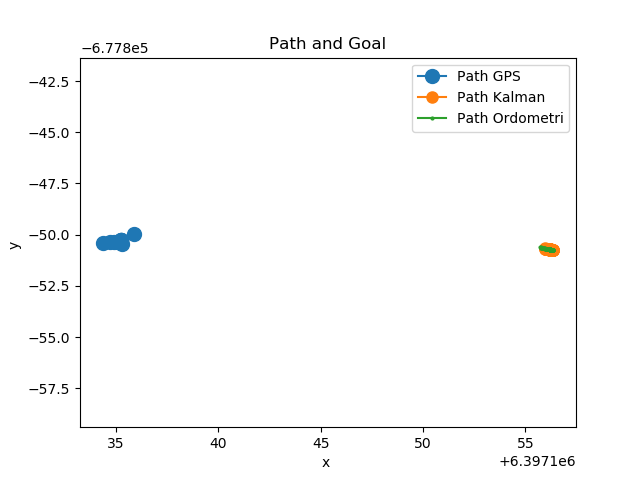 Path and Goal
−6.778e5
Path GPS
Path Kalman
Path Ordometri
−42.5
−45.0
−47.5
−50.0
−52.5
−55.0
−57.5
y
35
40
45
50
55
x
+6.3971e6